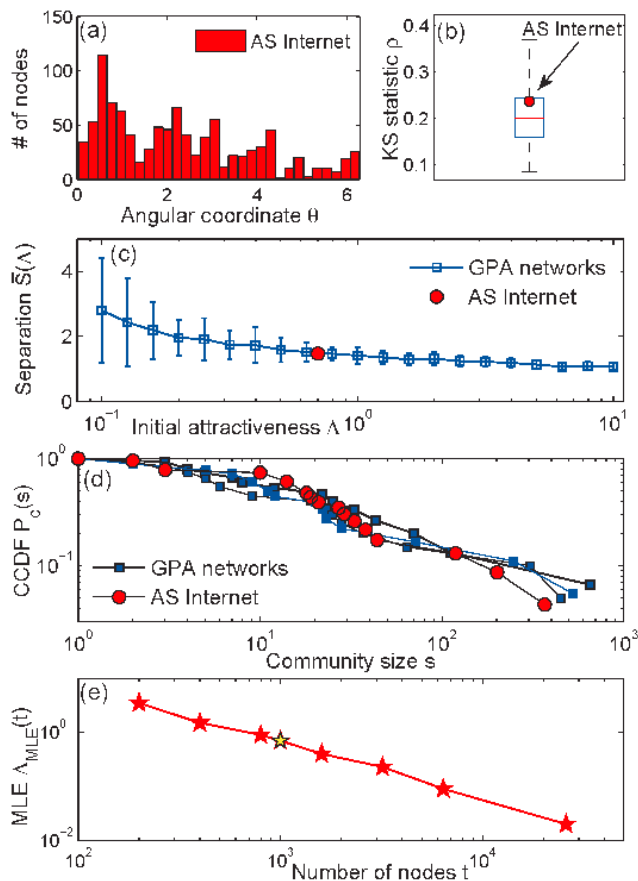 (a)
AS Internet
# of nodes
150
100
50
0
0 2 4 6
Angular coordinate θ
(b)
AS Internet
KS statistic ρ
0.4
0.3
0.2
0.1
(c)
GPA networks
AS Internet
Separation S̄(Λ)
4
2
0
10⁻¹ 10⁰ 10¹
Initial attractiveness Λ
(d)
GPA networks
AS Internet
CCDF P_c(s)
10⁰
10⁻¹
10⁰ 10¹ 10² 10³
Community size s
(e)
MLE Λ_MLE(t)
10⁰
10⁻²
10² 10³ 10⁴
Number of nodes t